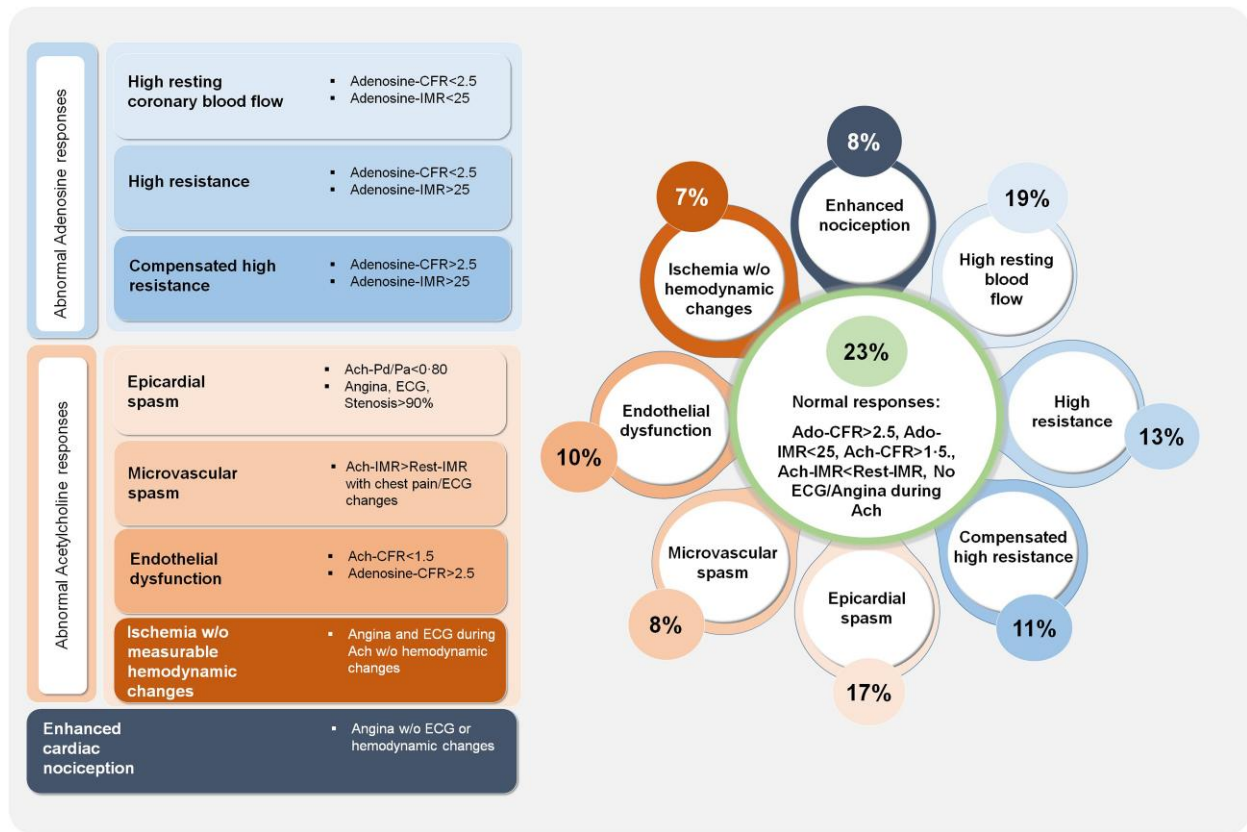 Abnormal Adenosine responses
High resting
coronary blood flow
▪ Adenosine-CFR<2.5
▪ Adenosine-IMR<25
High resistance
▪ Adenosine-CFR<2.5
▪ Adenosine-IMR>25
Compensated high
resistance
▪ Adenosine-CFR>2.5
▪ Adenosine-IMR>25
Abnormal Acetylcholine responses
Epicardial
spasm
▪ Ach-Pd/Pa<0·80
▪ Angina, ECG,
Stenosis>90%
Microvascular
spasm
▪ Ach-IMR>Rest-IMR
with chest pain/ECG
changes
Endothelial
dysfunction
▪ Ach-CFR<1.5
▪ Adenosine-CFR>2.5
Ischemia w/o
measurable
hemodynamic
changes
▪ Angina and ECG during
Ach w/o hemodynamic
changes
Enhanced
cardiac
nociception
▪ Angina w/o ECG or
hemodynamic changes
8%
Enhanced
nociception
19%
High resting
blood
flow
High
resistance
13%
Compensated
high resistance
11%
Epicardial
spasm
17%
Microvascular
spasm
8%
Endothelial
dysfunction
10%
7%
Ischemia w/o
hemodynamic
changes
23%
Normal responses:
Ado-CFR>2.5, Ado-
IMR<25, Ach-CFR>1·5.,
Ach-IMR<Rest-IMR, No
ECG/Angina during
Ach